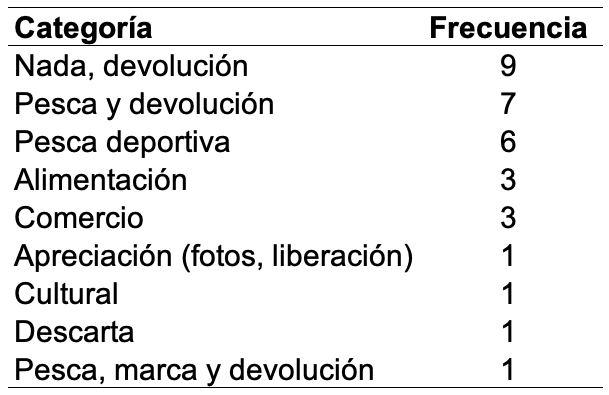 Categoría Frecuencia
Nada, devolución 9
Pesca y devolución 7
Pesca deportiva 6
Alimentación 3
Comercio 3
Apreciación (fotos, liberación) 1
Cultural 1
Descarta 1
Pesca, marca y devolución 1